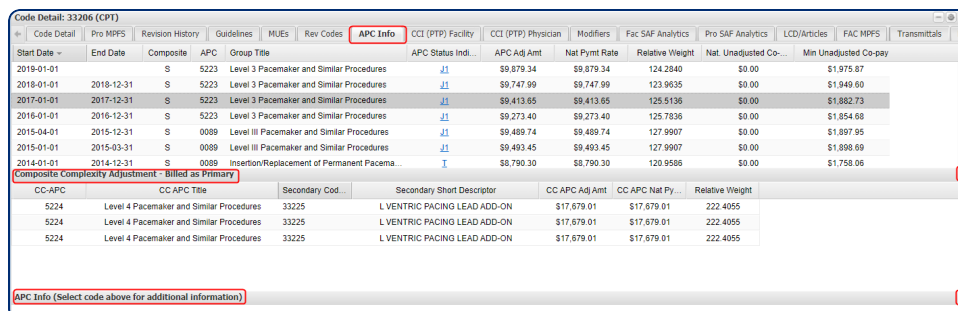 Code Detail: 33206 (CPT)
Code Detail Pro MPFS Revision History Guidelines MUEs Rev Codes APC Info CCI (PTP) Facility CCI (PTP) Physician Modifiers Fac SAF Analytics Pro SAF Analytics LCD/Articles FAC MPFS Transmittals
Start Date End Date Composite APC Group Title APC Status Indi... APC Adj Amt Nat Pymt Rate Relative Weight Nat. Unadjusted Co-... Min Unadjusted Co-pay
2019-01-01 S 5223 Level 3 Pacemaker and Similar Procedures J1 $9,879.34 $9,879.34 124.2840 $0.00 $1,975.87
2018-01-01 2018-12-31 S 5223 Level 3 Pacemaker and Similar Procedures J1 $9,747.99 $9,747.99 123.9635 $0.00 $1,949.60
2017-01-01 2017-12-31 S 5223 Level 3 Pacemaker and Similar Procedures J1 $9,413.65 $9,413.65 125.5136 $0.00 $1,882.73
2016-01-01 2016-12-31 S 5223 Level 3 Pacemaker and Similar Procedures J1 $9,273.40 $9,273.40 125.7836 $0.00 $1,854.68
2015-04-01 2015-12-31 S 0089 Level III Pacemaker and Similar Procedures J1 $9,489.74 $9,489.74 127.9907 $0.00 $1,897.95
2015-01-01 2015-03-31 S 0089 Level III Pacemaker and Similar Procedures J1 $9,493.45 $9,493.45 127.9907 $0.00 $1,898.69
2014-01-01 2014-12-31 S 0089 Insertion/Replacement of Permanent Pacema... T $8,790.30 $8,790.30 120.9586 $0.00 $1,758.06
Composite Complexity Adjustment - Billed as Primary
CC-APC CC APC Title Secondary Cod... Secondary Short Descriptor CC APC Adj Amt CC APC Nat Py... Relative Weight
5224 Level 4 Pacemaker and Similar Procedures 33225 L VENTRIC PACING LEAD ADD-ON $17,679.01 $17,679.01 222.4055
5224 Level 4 Pacemaker and Similar Procedures 33225 L VENTRIC PACING LEAD ADD-ON $17,679.01 $17,679.01 222.4055
5224 Level 4 Pacemaker and Similar Procedures 33225 L VENTRIC PACING LEAD ADD-ON $17,679.01 $17,679.01 222.4055
APC Info (Select code above for additional information)